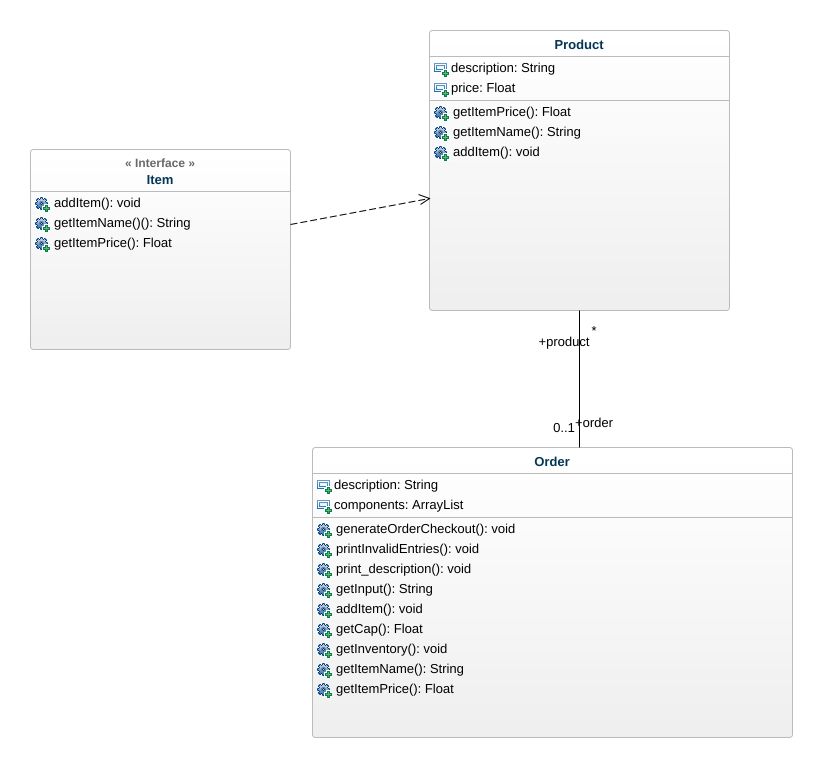 Product
description: String
price: Float
getItemPrice(): Float
getItemName(): String
addItem(): void
« Interface »
Item
addItem(): void
getItemName()(): String
getItemPrice(): Float
*
+product
+order
0..1
Order
description: String
components: ArrayList
generateOrderCheckout(): void
printInvalidEntries(): void
print_description(): void
getInput(): String
addItem(): void
getCap(): Float
getInventory(): void
getItemName(): String
getItemPrice(): Float